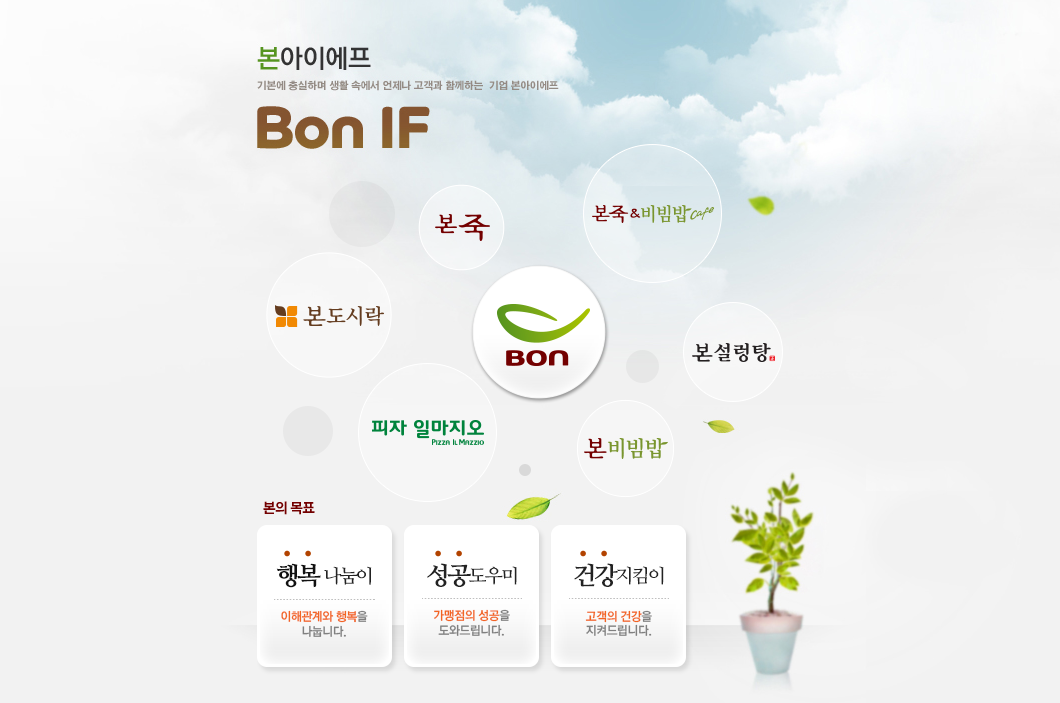 본아이에프
기본에 충실하며 생활 속에서 언제나 고객과 함께하는 기업 본아이에프
Bon IF
본죽
본죽&비빔밥cafe
본도시락
BON
본설렁탕
피자 일마지오
PIZZA IL MAZZIO
본비빔밥
본의 목표
행복 나눔이
이해관계와 행복을
나눕니다.
성공도우미
가맹점의 성공을
도와드립니다.
건강지킴이
고객의 건강을
지켜드립니다.